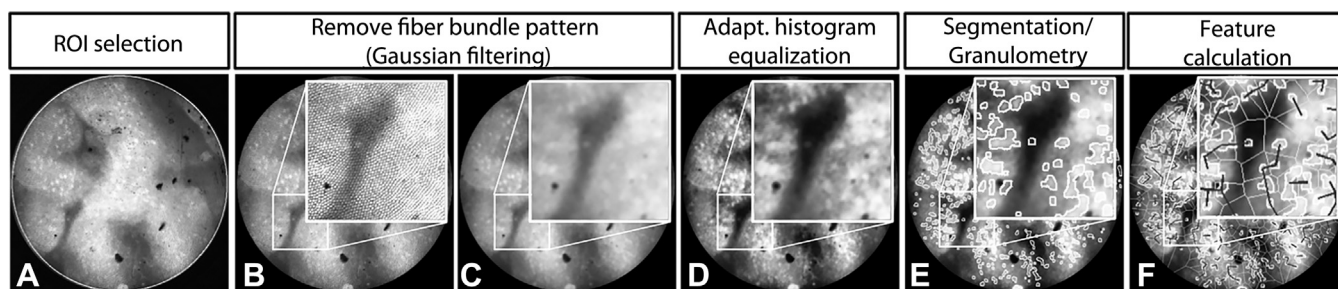 ROI selection
Remove fiber bundle pattern
(Gaussian filtering)
Adapt. histogram
equalization
Segmentation/
Granulometry
Feature
calculation
A
B
C
D
E
F